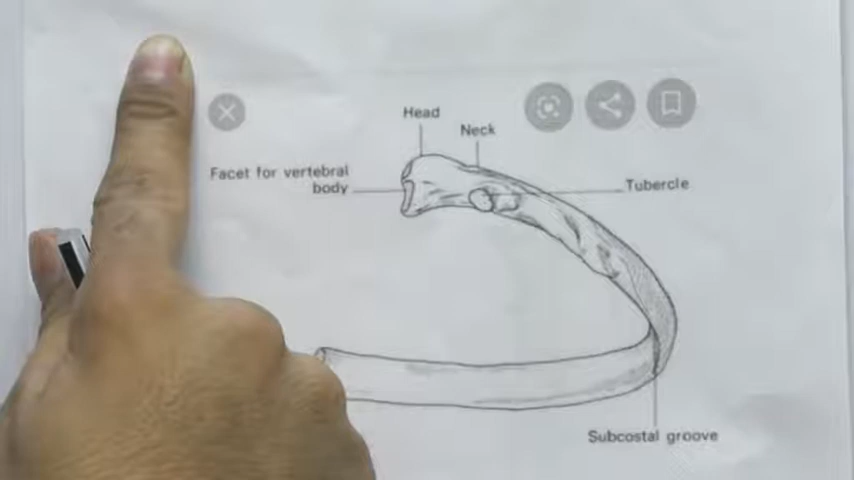 Head
Neck
Facet for vertebral
body
Tubercle
Subcostal groove